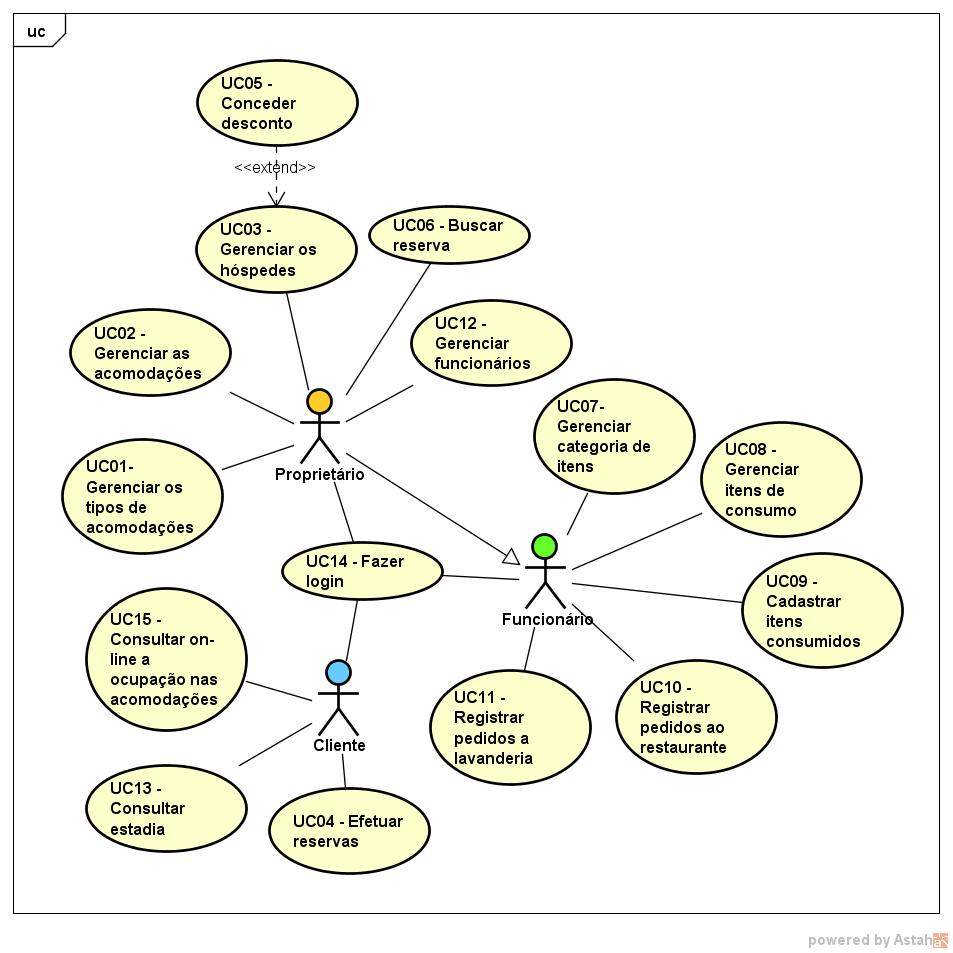 uc
UC05 -
Conceder
desconto
<<extend>>
UC03 -
Gerenciar os
hóspedes
UC06 - Buscar
reserva
UC02 -
Gerenciar as
acomodações
UC12 -
Gerenciar
funcionários
UC01-
Gerenciar os
tipos de
acomodações
Proprietário
UC07-
Gerenciar
categoria de
itens
UC08 -
Gerenciar
itens de
consumo
UC14 - Fazer
login
Funcionário
UC09 -
Cadastrar
itens
consumidos
UC15 -
Consultar on-
line a
ocupação nas
acomodações
Cliente
UC11 -
Registrar
pedidos a
lavanderia
UC10 -
Registrar
pedidos ao
restaurante
UC13 -
Consultar
estadia
UC04 - Efetuar
reservas
powered by Astah